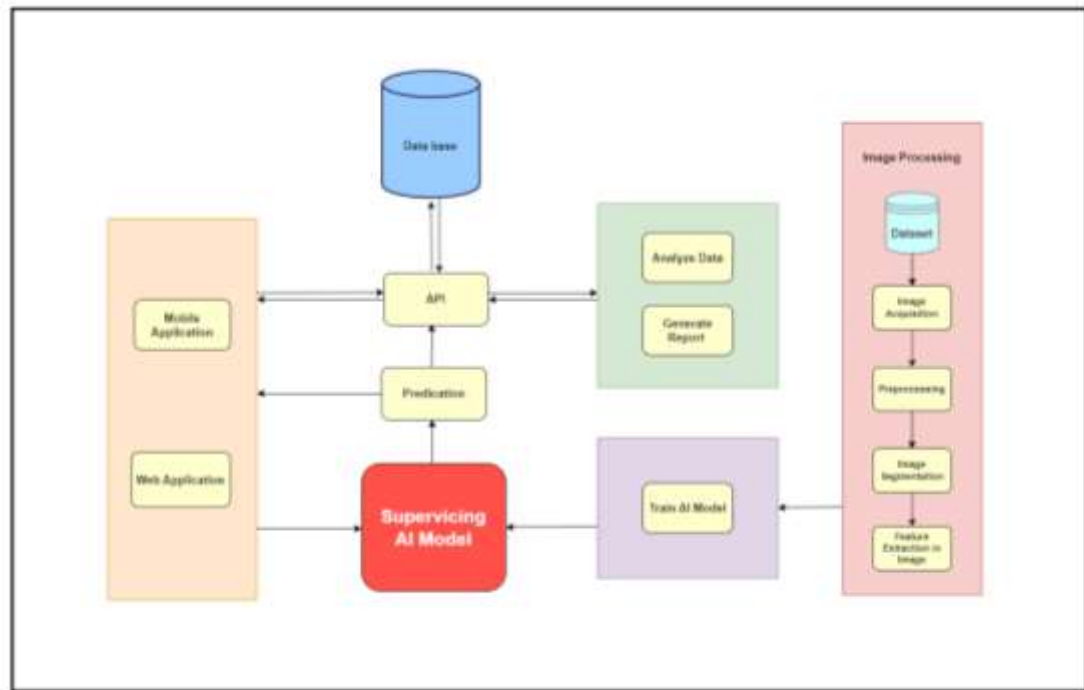 Data base
Image Processing
Dataset
Analyze Data
API
Image
Acquisition
Mobile
Application
Generate
Report
Predication
Preprocessing
Web Application
Image
Segmentation
Supervicing
AI Model
Train AI Model
Feature
Extraction in
Image